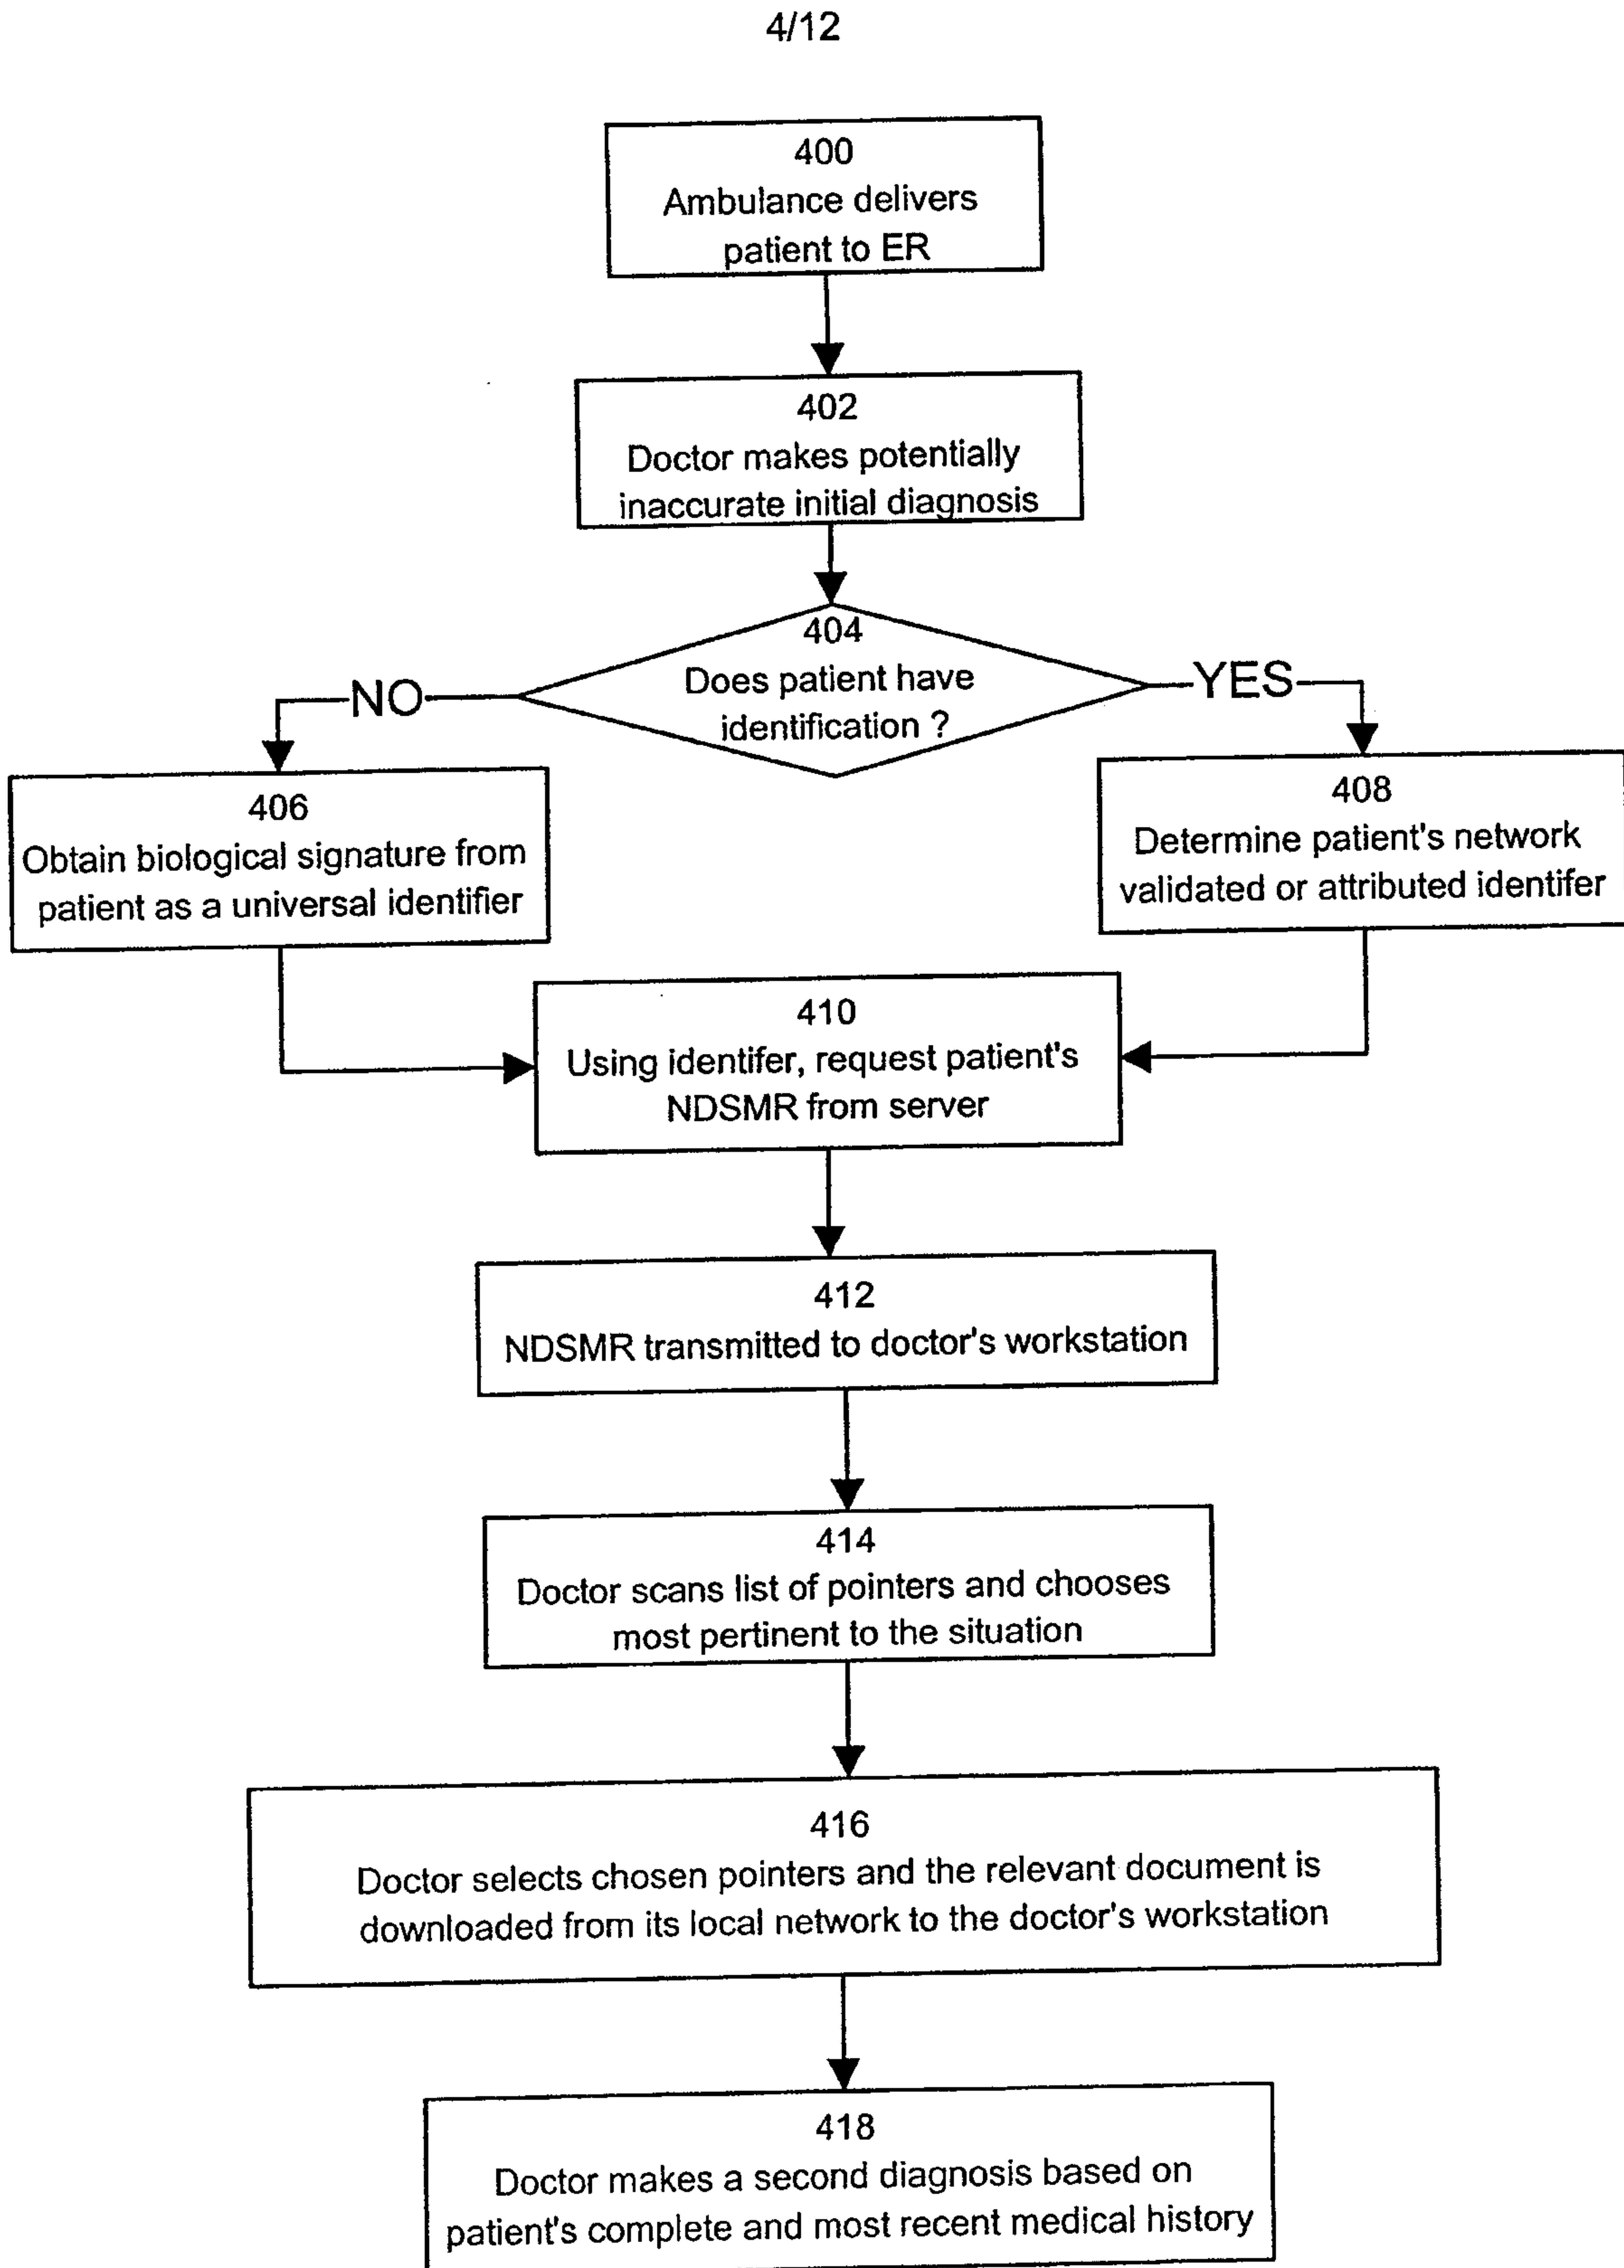 4/12
400
Ambulance delivers
patient to ER
402
Doctor makes potentially
inaccurate initial diagnosis
404
Does patient have
identification ?
NO
YES
406
Obtain biological signature from
patient as a universal identifier
408
Determine patient's network
validated or attributed identifer
410
Using identifer, request patient's
NDSMR from server
412
NDSMR transmitted to doctor's workstation
414
Doctor scans list of pointers and chooses
most pertinent to the situation
416
Doctor selects chosen pointers and the relevant document is
downloaded from its local network to the doctor's workstation
418
Doctor makes a second diagnosis based on
patient's complete and most recent medical history